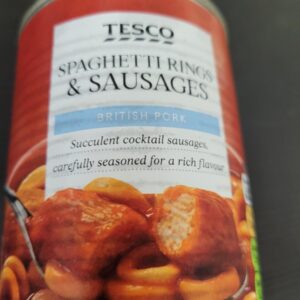 TESCO
SPAGHETTI RINGS
& SAUSAGES
BRITISH PORK
Succulent cocktail sausages,
carefully seasoned for a rich flavour